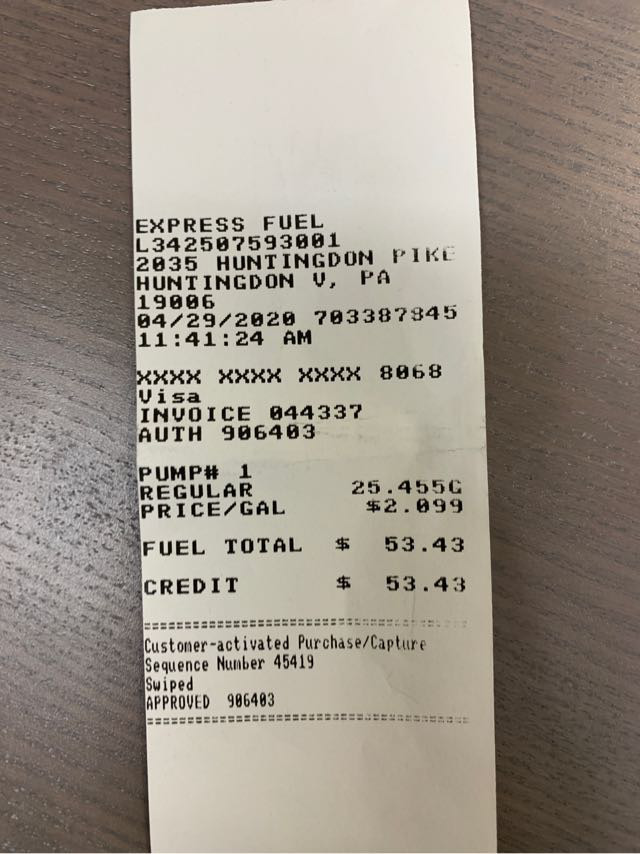 EXPRESS FUEL
L342507593001
2035 HUNTINGDON PIKE
HUNTINGDON V, PA
19006
04/29/2020 703387845
11:41:24 AM
XXXX XXXX XXXX 8068
Visa
INVOICE 044337
AUTH 906403
PUMP# 1
REGULAR 25.455G
PRICE/GAL $2.099
FUEL TOTAL $ 53.43
CREDIT $ 53.43
Customer-activated Purchase/Capture
Sequence Number 45419
Swiped
APPROVED 906403